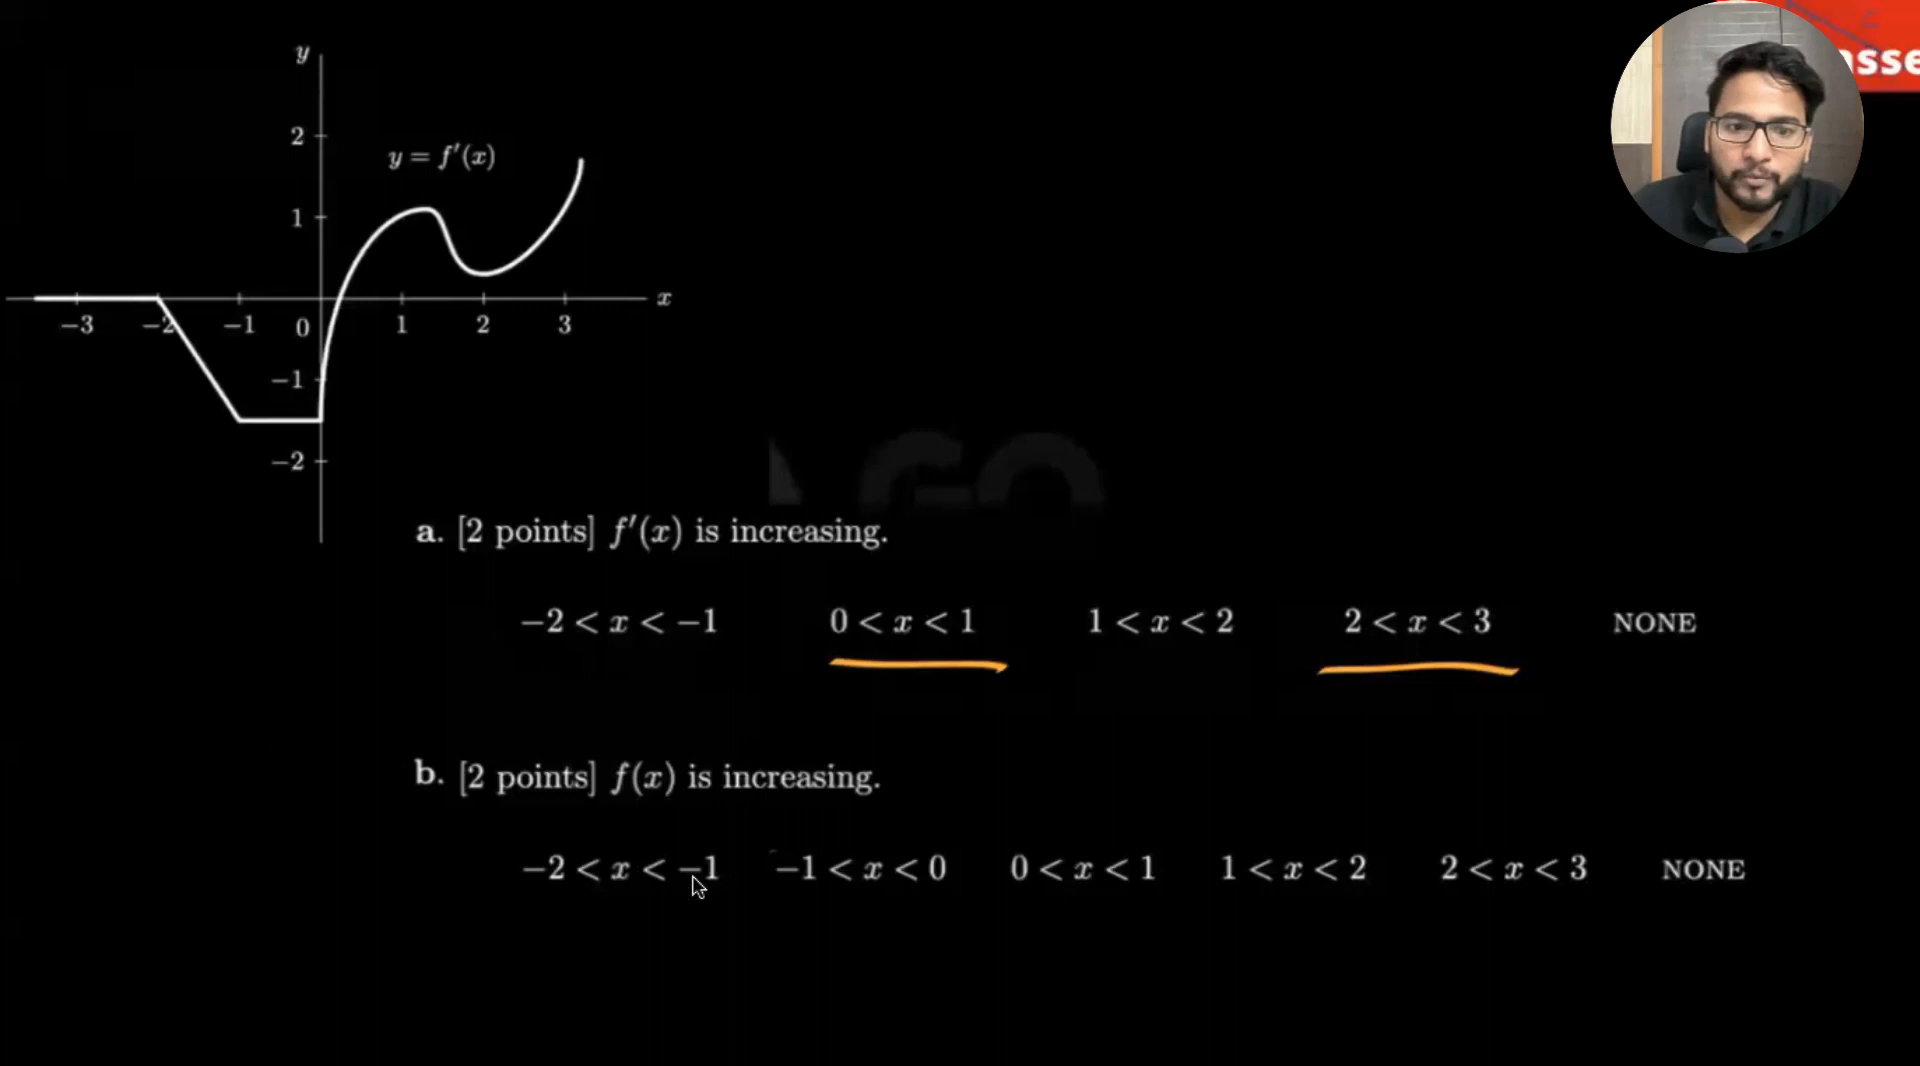 y
2
y = f′(x)
1
x
−3 −2 −1 0 1 2 3
−1
−2
a. [2 points] f′(x) is increasing.
−2 < x < −1 0 < x < 1 1 < x < 2 2 < x < 3 NONE
b. [2 points] f(x) is increasing.
−2 < x < −1 −1 < x < 0 0 < x < 1 1 < x < 2 2 < x < 3 NONE